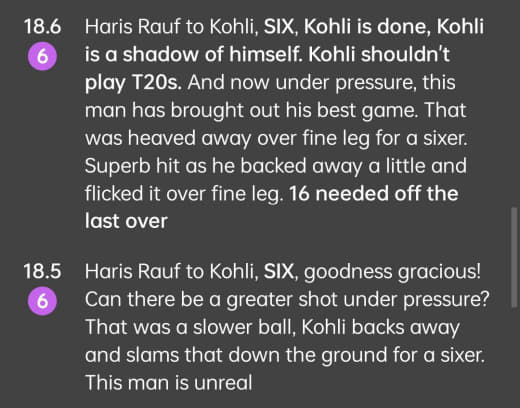 18.6 Haris Rauf to Kohli, SIX, Kohli is done, Kohli
6 is a shadow of himself. Kohli shouldn't
play T20s. And now under pressure, this
man has brought out his best game. That
was heaved away over fine leg for a sixer.
Superb hit as he backed away a little and
flicked it over fine leg. 16 needed off the
last over
18.5 Haris Rauf to Kohli, SIX, goodness gracious!
6 Can there be a greater shot under pressure?
That was a slower ball, Kohli backs away
and slams that down the ground for a sixer.
This man is unreal